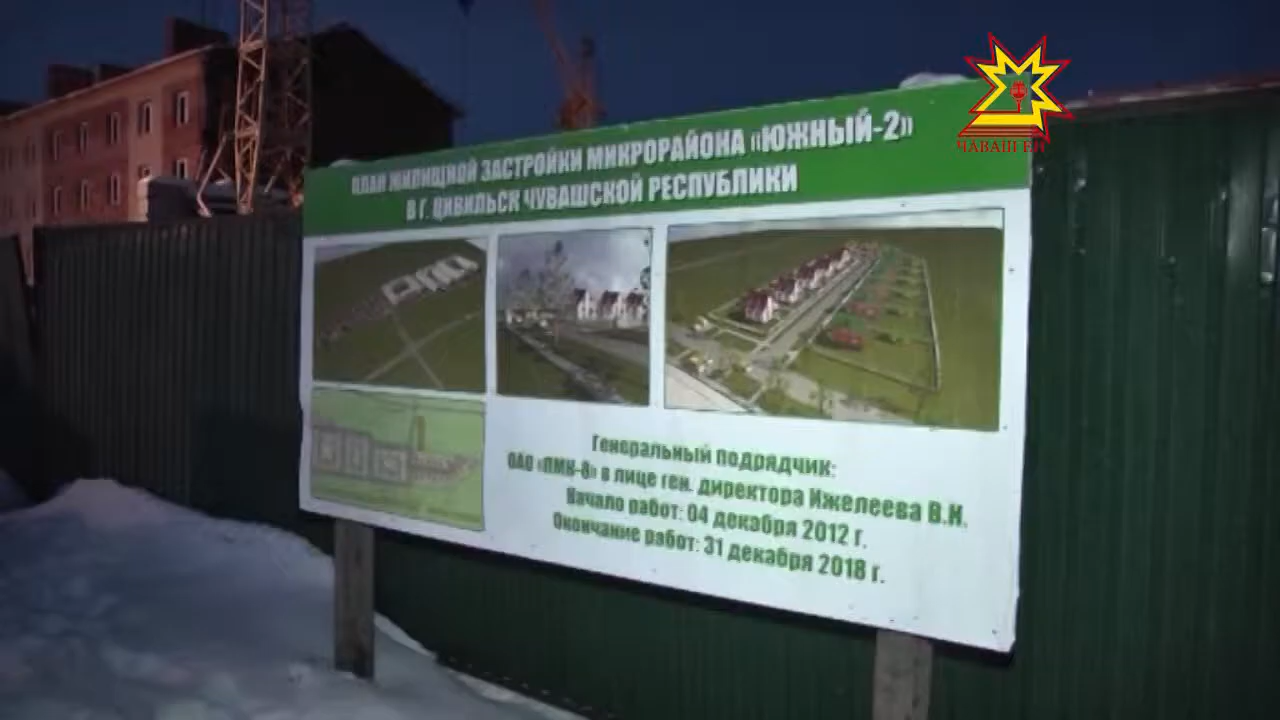 ЧӐВАШ ЕН
ПЛАН ЖИЛИЩНОЙ ЗАСТРОЙКИ МИКРОРАЙОНА «ЮЖНЫЙ-2»
В Г. ЦИВИЛЬСК ЧУВАШСКОЙ РЕСПУБЛИКИ
Генеральный подрядчик:
ОАО «ПМК-8» в лице ген. директора Ижелеева В.Н.
Начало работ: 04 декабря 2012 г.
Окончание работ: 31 декабря 2018 г.